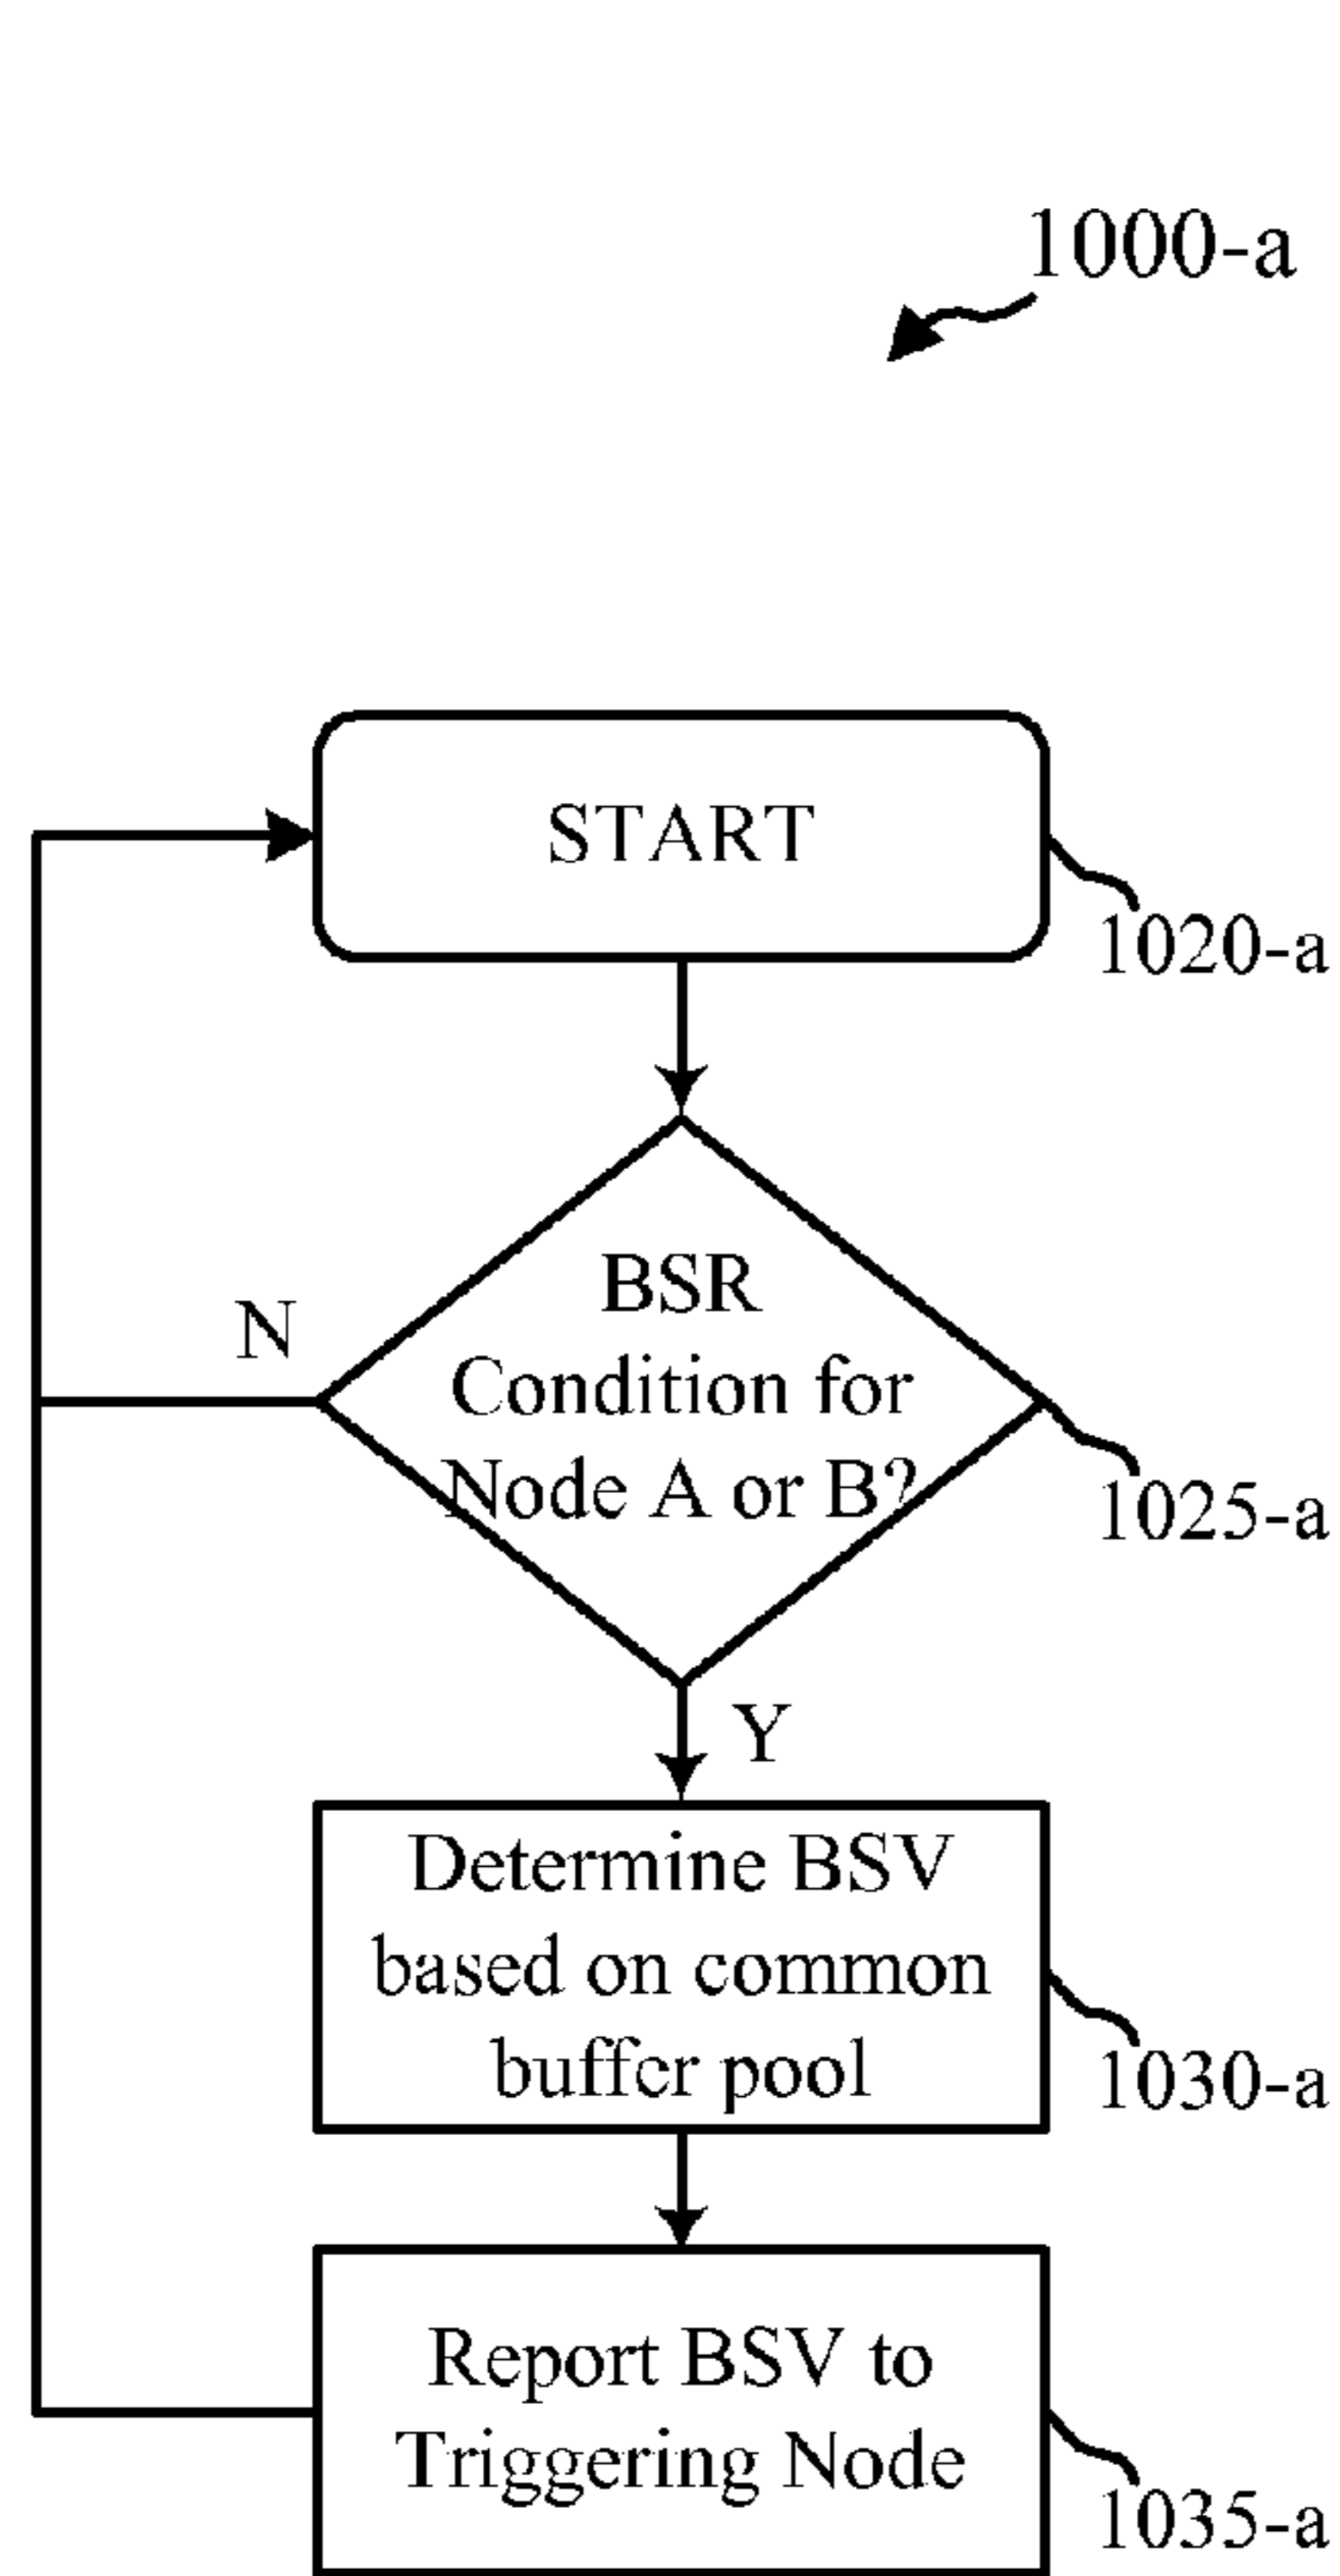 1000-a
START
1020-a
BSR
Condition for
Node A or B?
N
1025-a
Y
Determine BSV
based on common
buffer pool
1030-a
Report BSV to
Triggering Node
1035-a